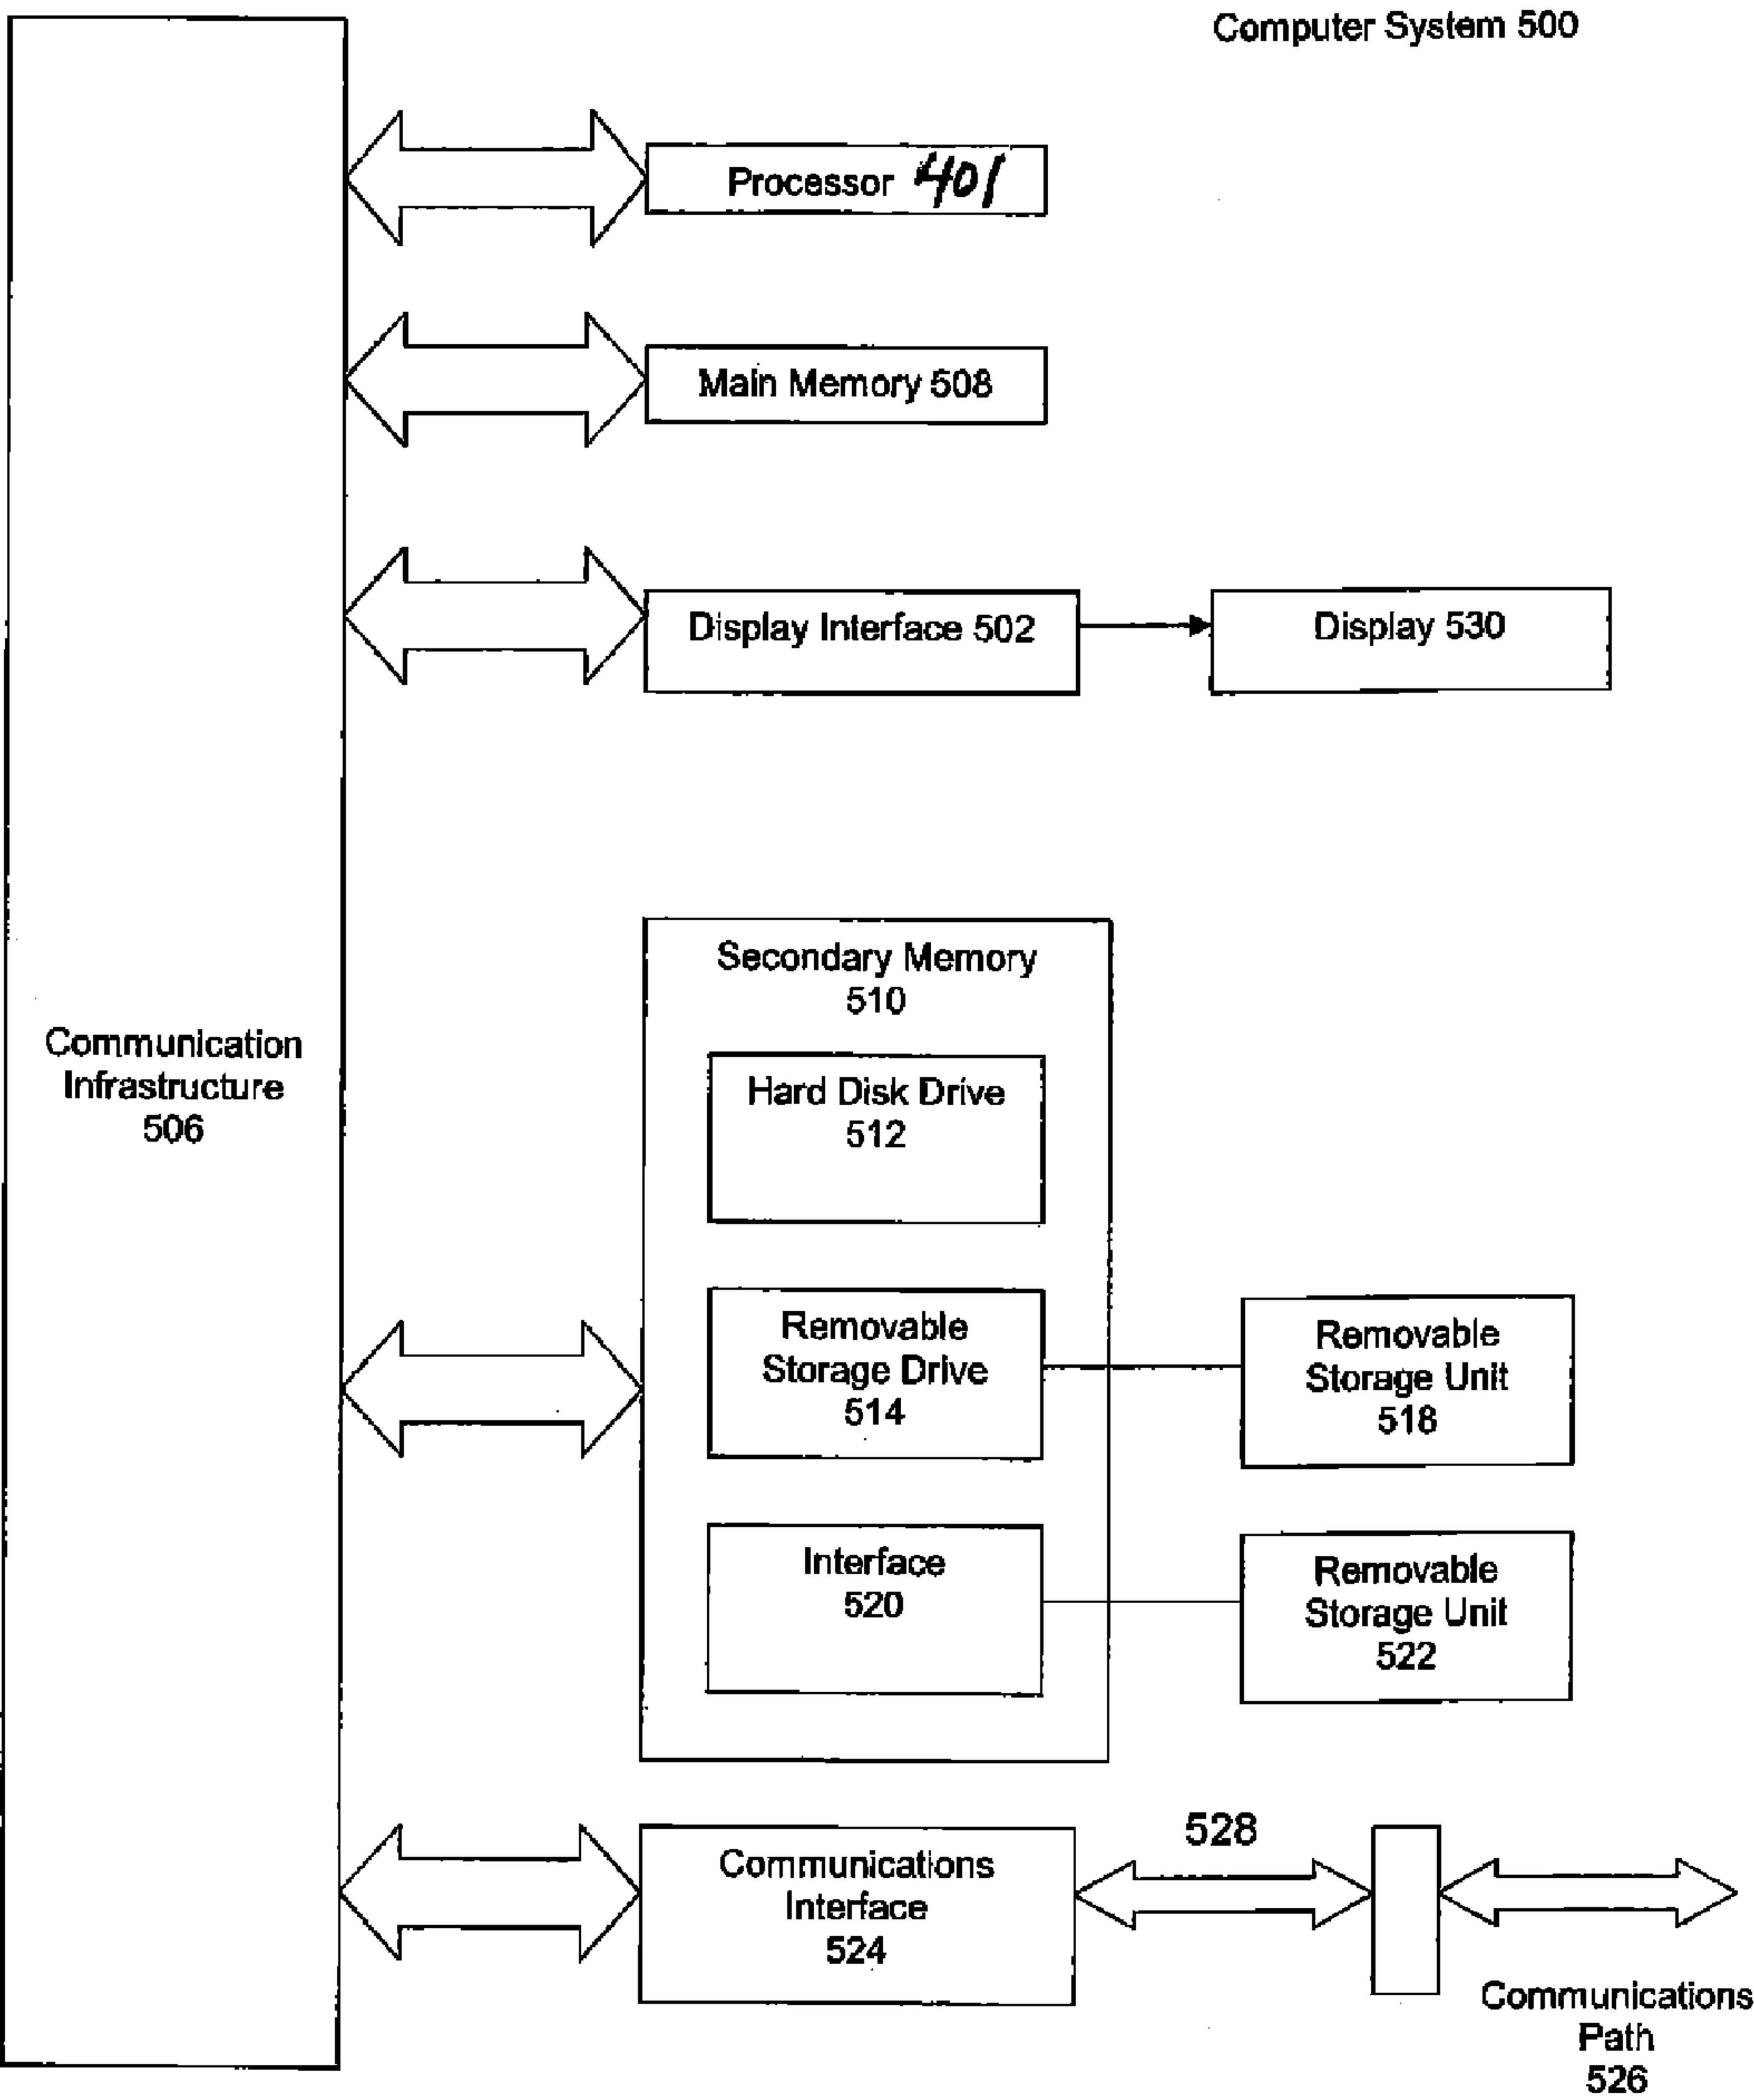 Computer System 500
Processor 401
Main Memory 508
Display Interface 502
Display 530
Secondary Memory
510
Hard Disk Drive
512
Communication
Infrastructure
506
Removable
Storage Drive
514
Removable
Storage Unit
518
Interface
520
Removable
Storage Unit
522
Communications
Interface
524
528
Communications
Path
526